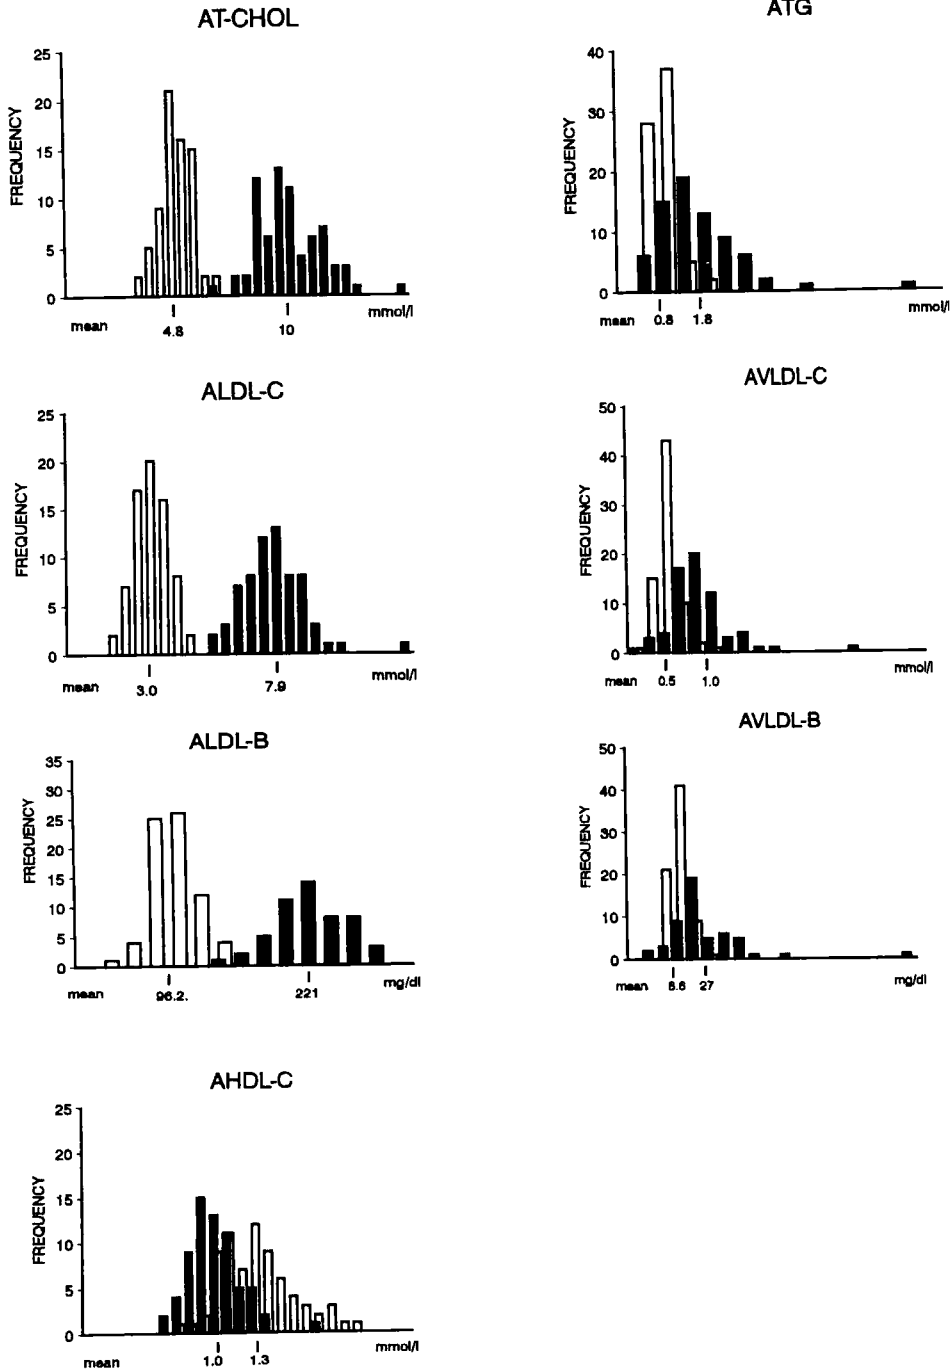 AT-CHOL
25
20
15
10
5
0
FREQUENCY
mean
4.8
10
mmol/l
ATG
40
30
20
10
0
FREQUENCY
mean
0.8
1.8
mmol/l
ALDL-C
25
20
15
10
5
0
FREQUENCY
mean
3.0
7.9
mmol/l
AVLDL-C
50
40
30
20
10
0
FREQUENCY
mean
0.5
1.0
mmol/l
ALDL-B
35
30
25
20
15
10
5
0
FREQUENCY
mean
96.2.
221
mg/dl
AVLDL-B
50
40
30
20
10
0
FREQUENCY
mean
27
mg/dl
AHDL-C
25
20
15
10
5
0
FREQUENCY
mean
1.0
1.3
mmol/l